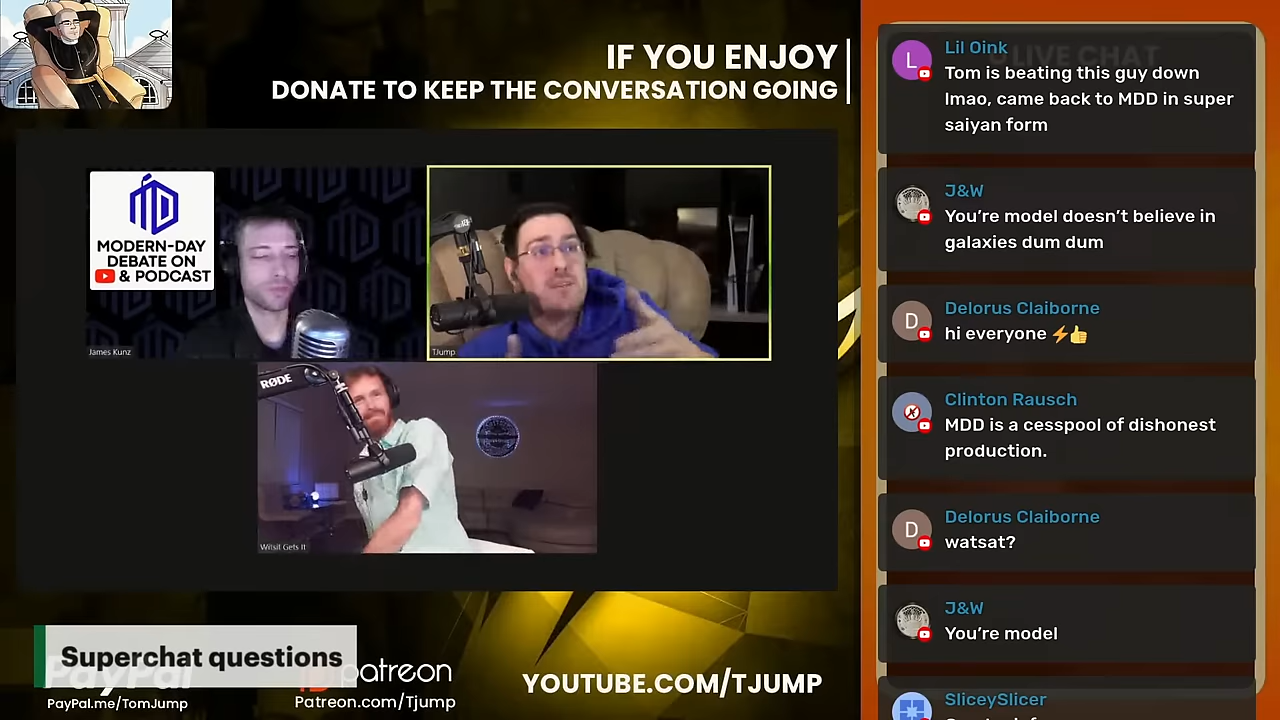 IF YOU ENJOY
DONATE TO KEEP THE CONVERSATION GOING
MODERN-DAY
DEBATE ON
& PODCAST
James Kunz
TJump
RØDE
Witsit Gets It
Superchat questions
PayPal
patreon
PayPal.me/TomJump
Patreon.com/Tjump
YOUTUBE.COM/TJUMP
LIVE CHAT
Lil Oink
Tom is beating this guy down
lmao, came back to MDD in super
saiyan form
J&W
You’re model doesn’t believe in
galaxies dum dum
D
Delorus Claiborne
hi everyone ⚡👍
Clinton Rausch
MDD is a cesspool of dishonest
production.
D
Delorus Claiborne
watsat?
J&W
You’re model
SliceySlicer